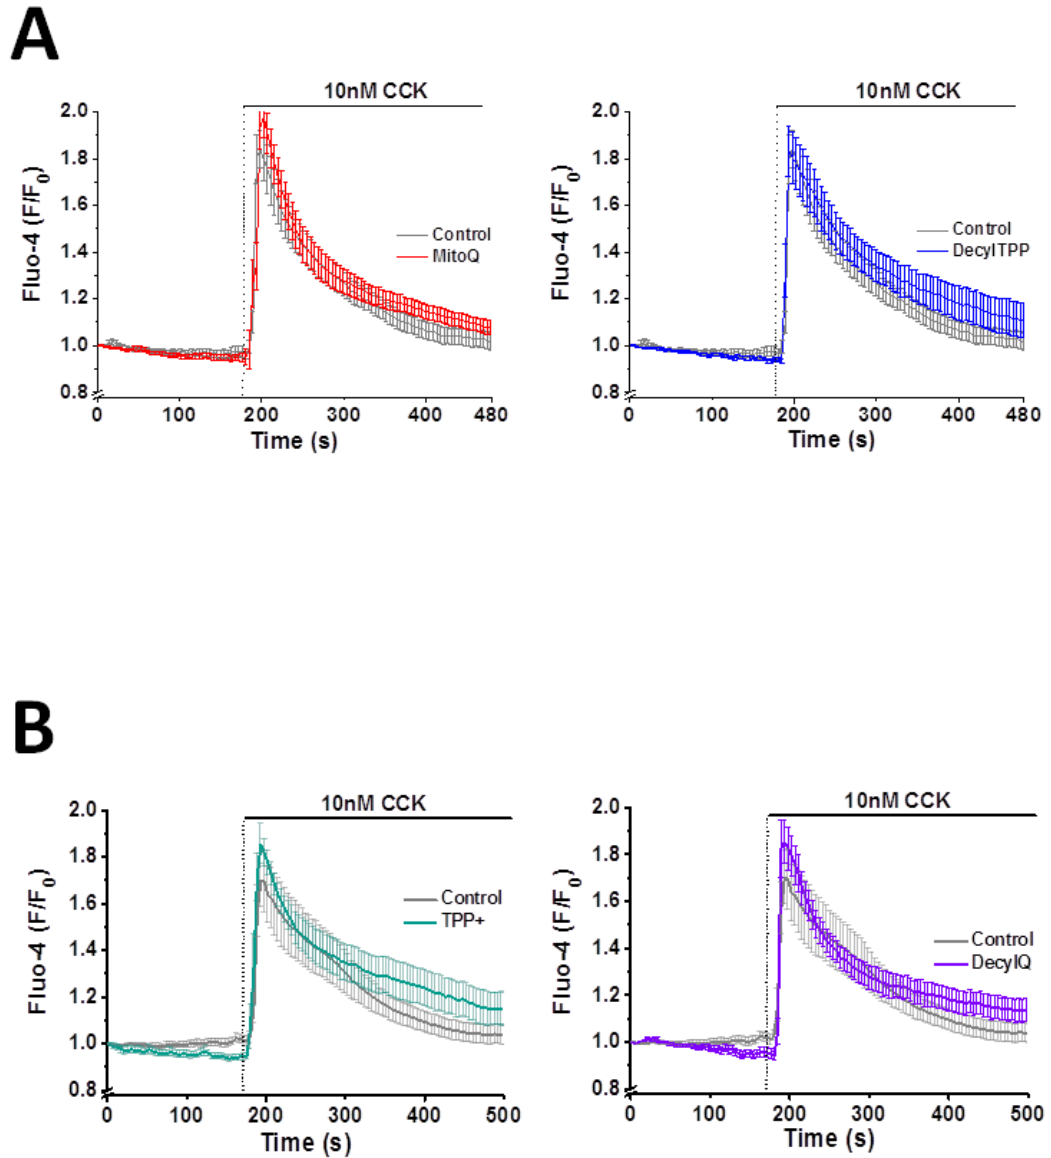 A
10nM CCK
2.0
1.8
1.6
1.4
1.2
1.0
0.8
Fluo-4 (F/F0)
Control
MitoQ
0 100 200 300 400 480
Time (s)
10nM CCK
2.0
1.8
1.6
1.4
1.2
1.0
0.8
Fluo-4 (F/F0)
Control
DecylTPP
0 100 200 300 400 480
Time (s)
B
10nM CCK
2.0
1.8
1.6
1.4
1.2
1.0
0.8
Fluo-4 (F/F0)
Control
TPP+
0 100 200 300 400 500
Time (s)
10nM CCK
2.0
1.8
1.6
1.4
1.2
1.0
0.8
Fluo-4 (F/F0)
Control
DecylQ
0 100 200 300 400 500
Time (s)